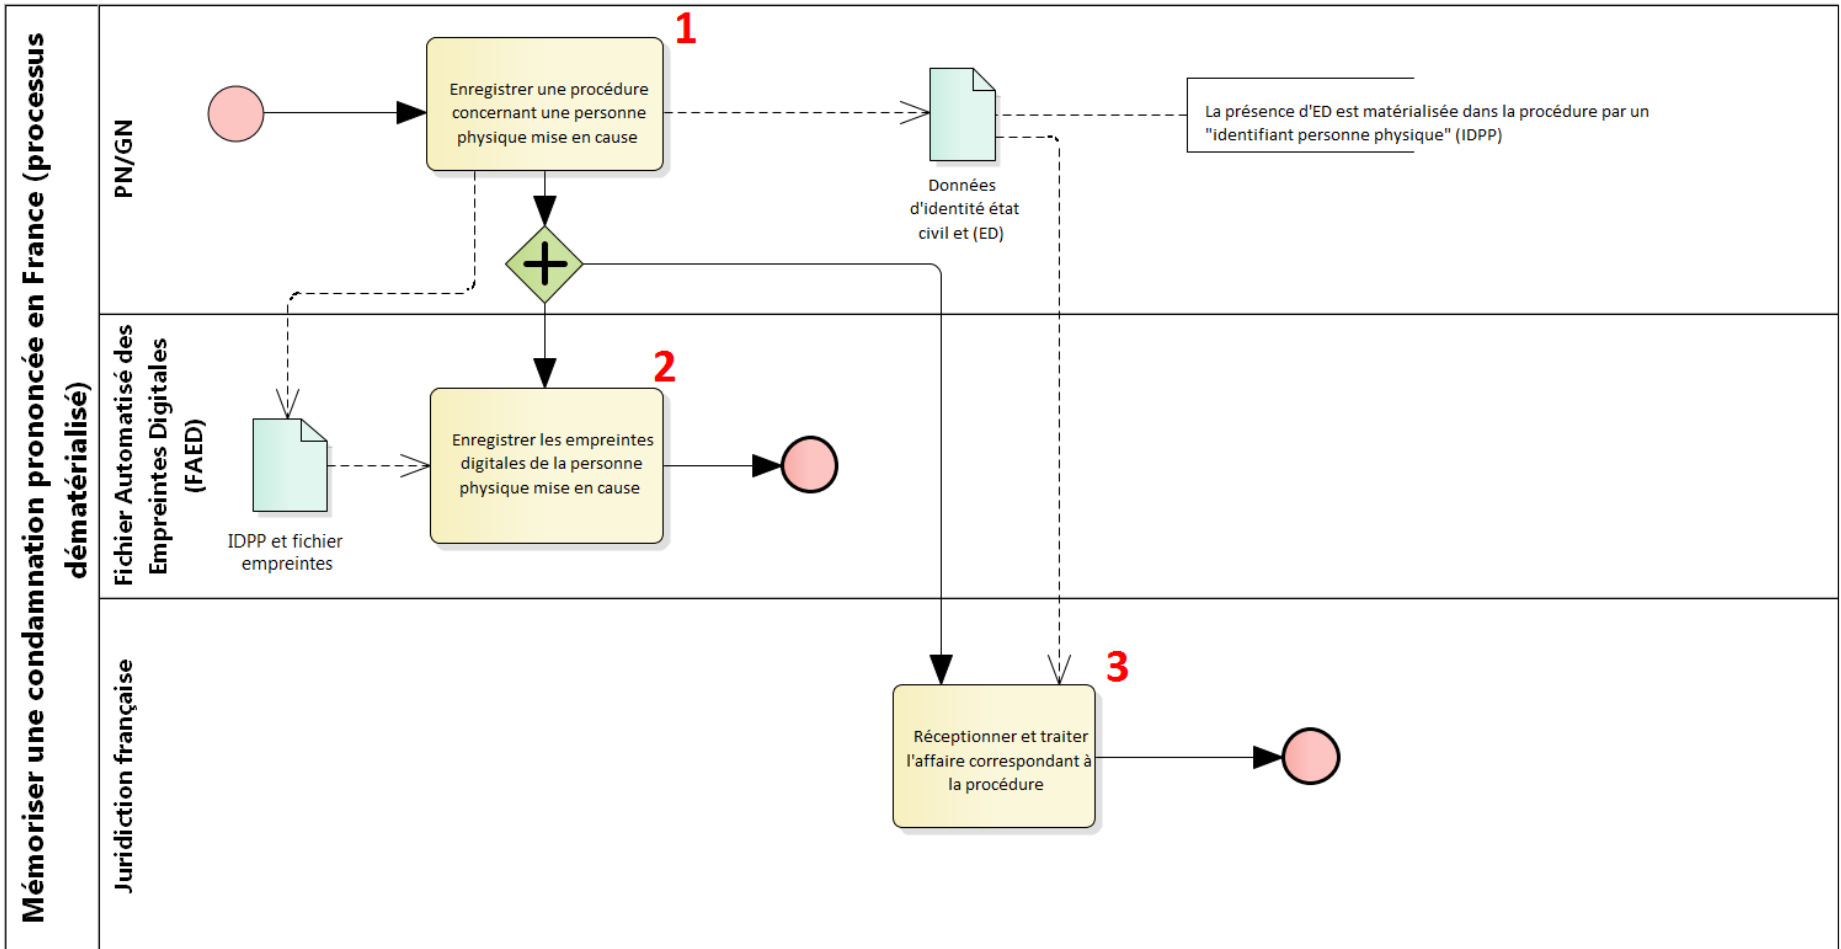 Mémoriser une condamnation prononcée en France (processus
dématérialisé)
PN/GN
1
Enregistrer une procédure
concernant une personne
physique mise en cause
Données
d'identité état
civil et (ED)
La présence d'ED est matérialisée dans la procédure par un
"identifiant personne physique" (IDPP)
Fichier Automatisé des
Empreintes Digitales
(FAED)
IDPP et fichier
empreintes
2
Enregistrer les empreintes
digitales de la personne
physique mise en cause
Juridiction française
3
Réceptionner et traiter
l'affaire correspondant à
la procédure